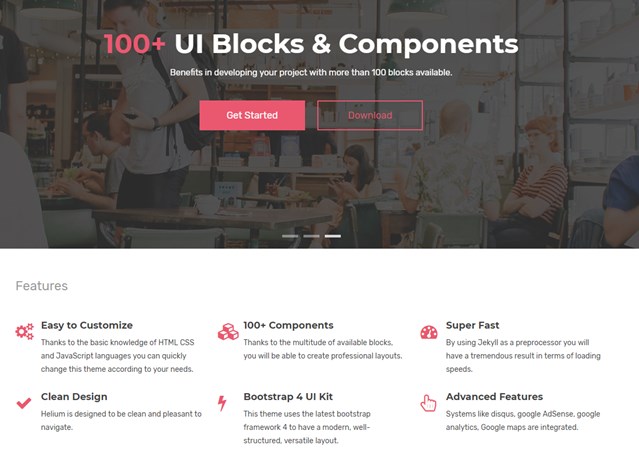 100+ UI Blocks & Components
Benefits in developing your project with more than 100 blocks available.
Get Started
Download
Features
Easy to Customize
Thanks to the basic knowledge of HTML CSS
and JavaScript languages you can quickly
change this theme according to your needs.
100+ Components
Thanks to the multitude of available blocks,
you will be able to create professional layouts.
Super Fast
By using Jekyll as a preprocessor you will
have a tremendous result in terms of loading
speeds.
Clean Design
Helium is designed to be clean and pleasant to
navigate.
Bootstrap 4 UI Kit
This theme uses the latest bootstrap
framework 4 to have a modern, well-
structured, versatile layout.
Advanced Features
Systems like disqus, google AdSense, google
analytics, Google maps are integrated.